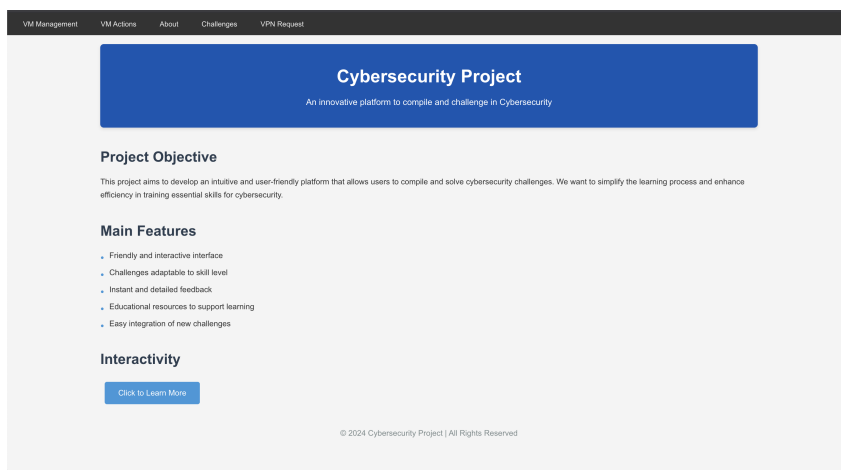 VM Management VM Actions About Challenges VPN Request
Cybersecurity Project
An innovative platform to compile and challenge in Cybersecurity
Project Objective
This project aims to develop an intuitive and user-friendly platform that allows users to compile and solve cybersecurity challenges. We want to simplify the learning process and enhance
efficiency in training essential skills for cybersecurity.
Main Features
Friendly and interactive interface
Challenges adaptable to skill level
Instant and detailed feedback
Educational resources to support learning
Easy integration of new challenges
Interactivity
Click to Learn More
© 2024 Cybersecurity Project | All Rights Reserved